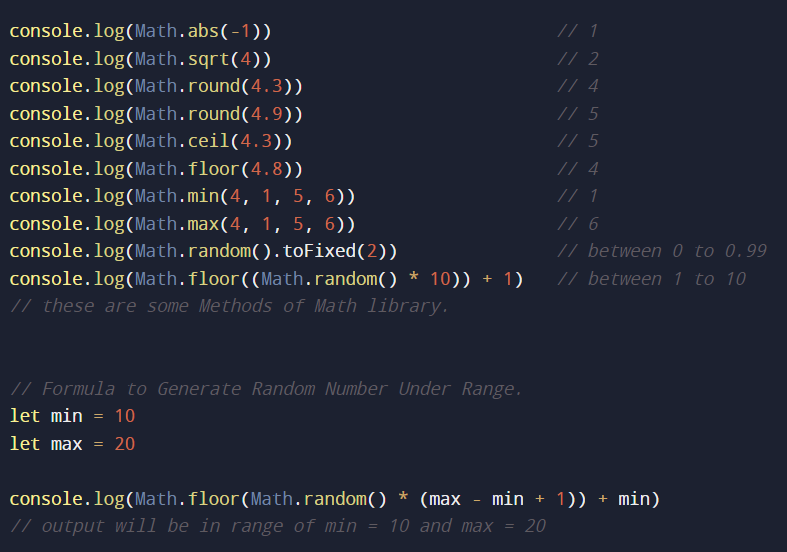 console.log(Math.abs(-1)) // 1
console.log(Math.sqrt(4)) // 2
console.log(Math.round(4.3)) // 4
console.log(Math.round(4.9)) // 5
console.log(Math.ceil(4.3)) // 5
console.log(Math.floor(4.8)) // 4
console.log(Math.min(4, 1, 5, 6)) // 1
console.log(Math.max(4, 1, 5, 6)) // 6
console.log(Math.random().toFixed(2)) // between 0 to 0.99
console.log(Math.floor((Math.random() * 10)) + 1) // between 1 to 10
// these are some Methods of Math library.
// Formula to Generate Random Number Under Range.
let min = 10
let max = 20
console.log(Math.floor(Math.random() * (max - min + 1)) + min)
// output will be in range of min = 10 and max = 20